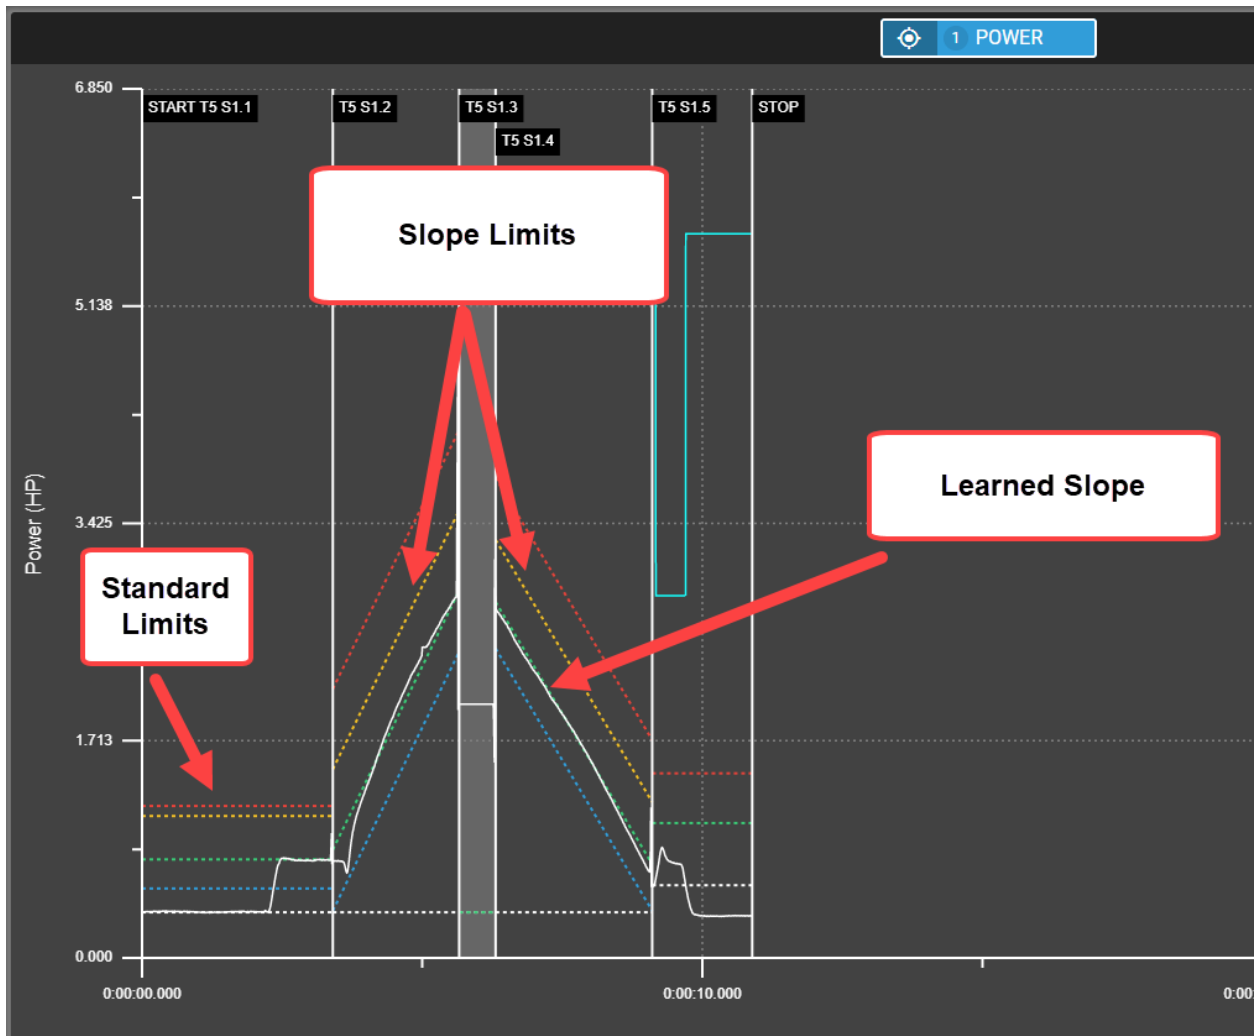 1 POWER
6.850
START T5 S1.1
T5 S1.2
T5 S1.3
T5 S1.5
STOP
T5 S1.4
Slope Limits
5.138
Learned Slope
Power (HP)
3.425
Standard
Limits
1.713
0.000
0:00:00.000
0:00:10.000
0:00: